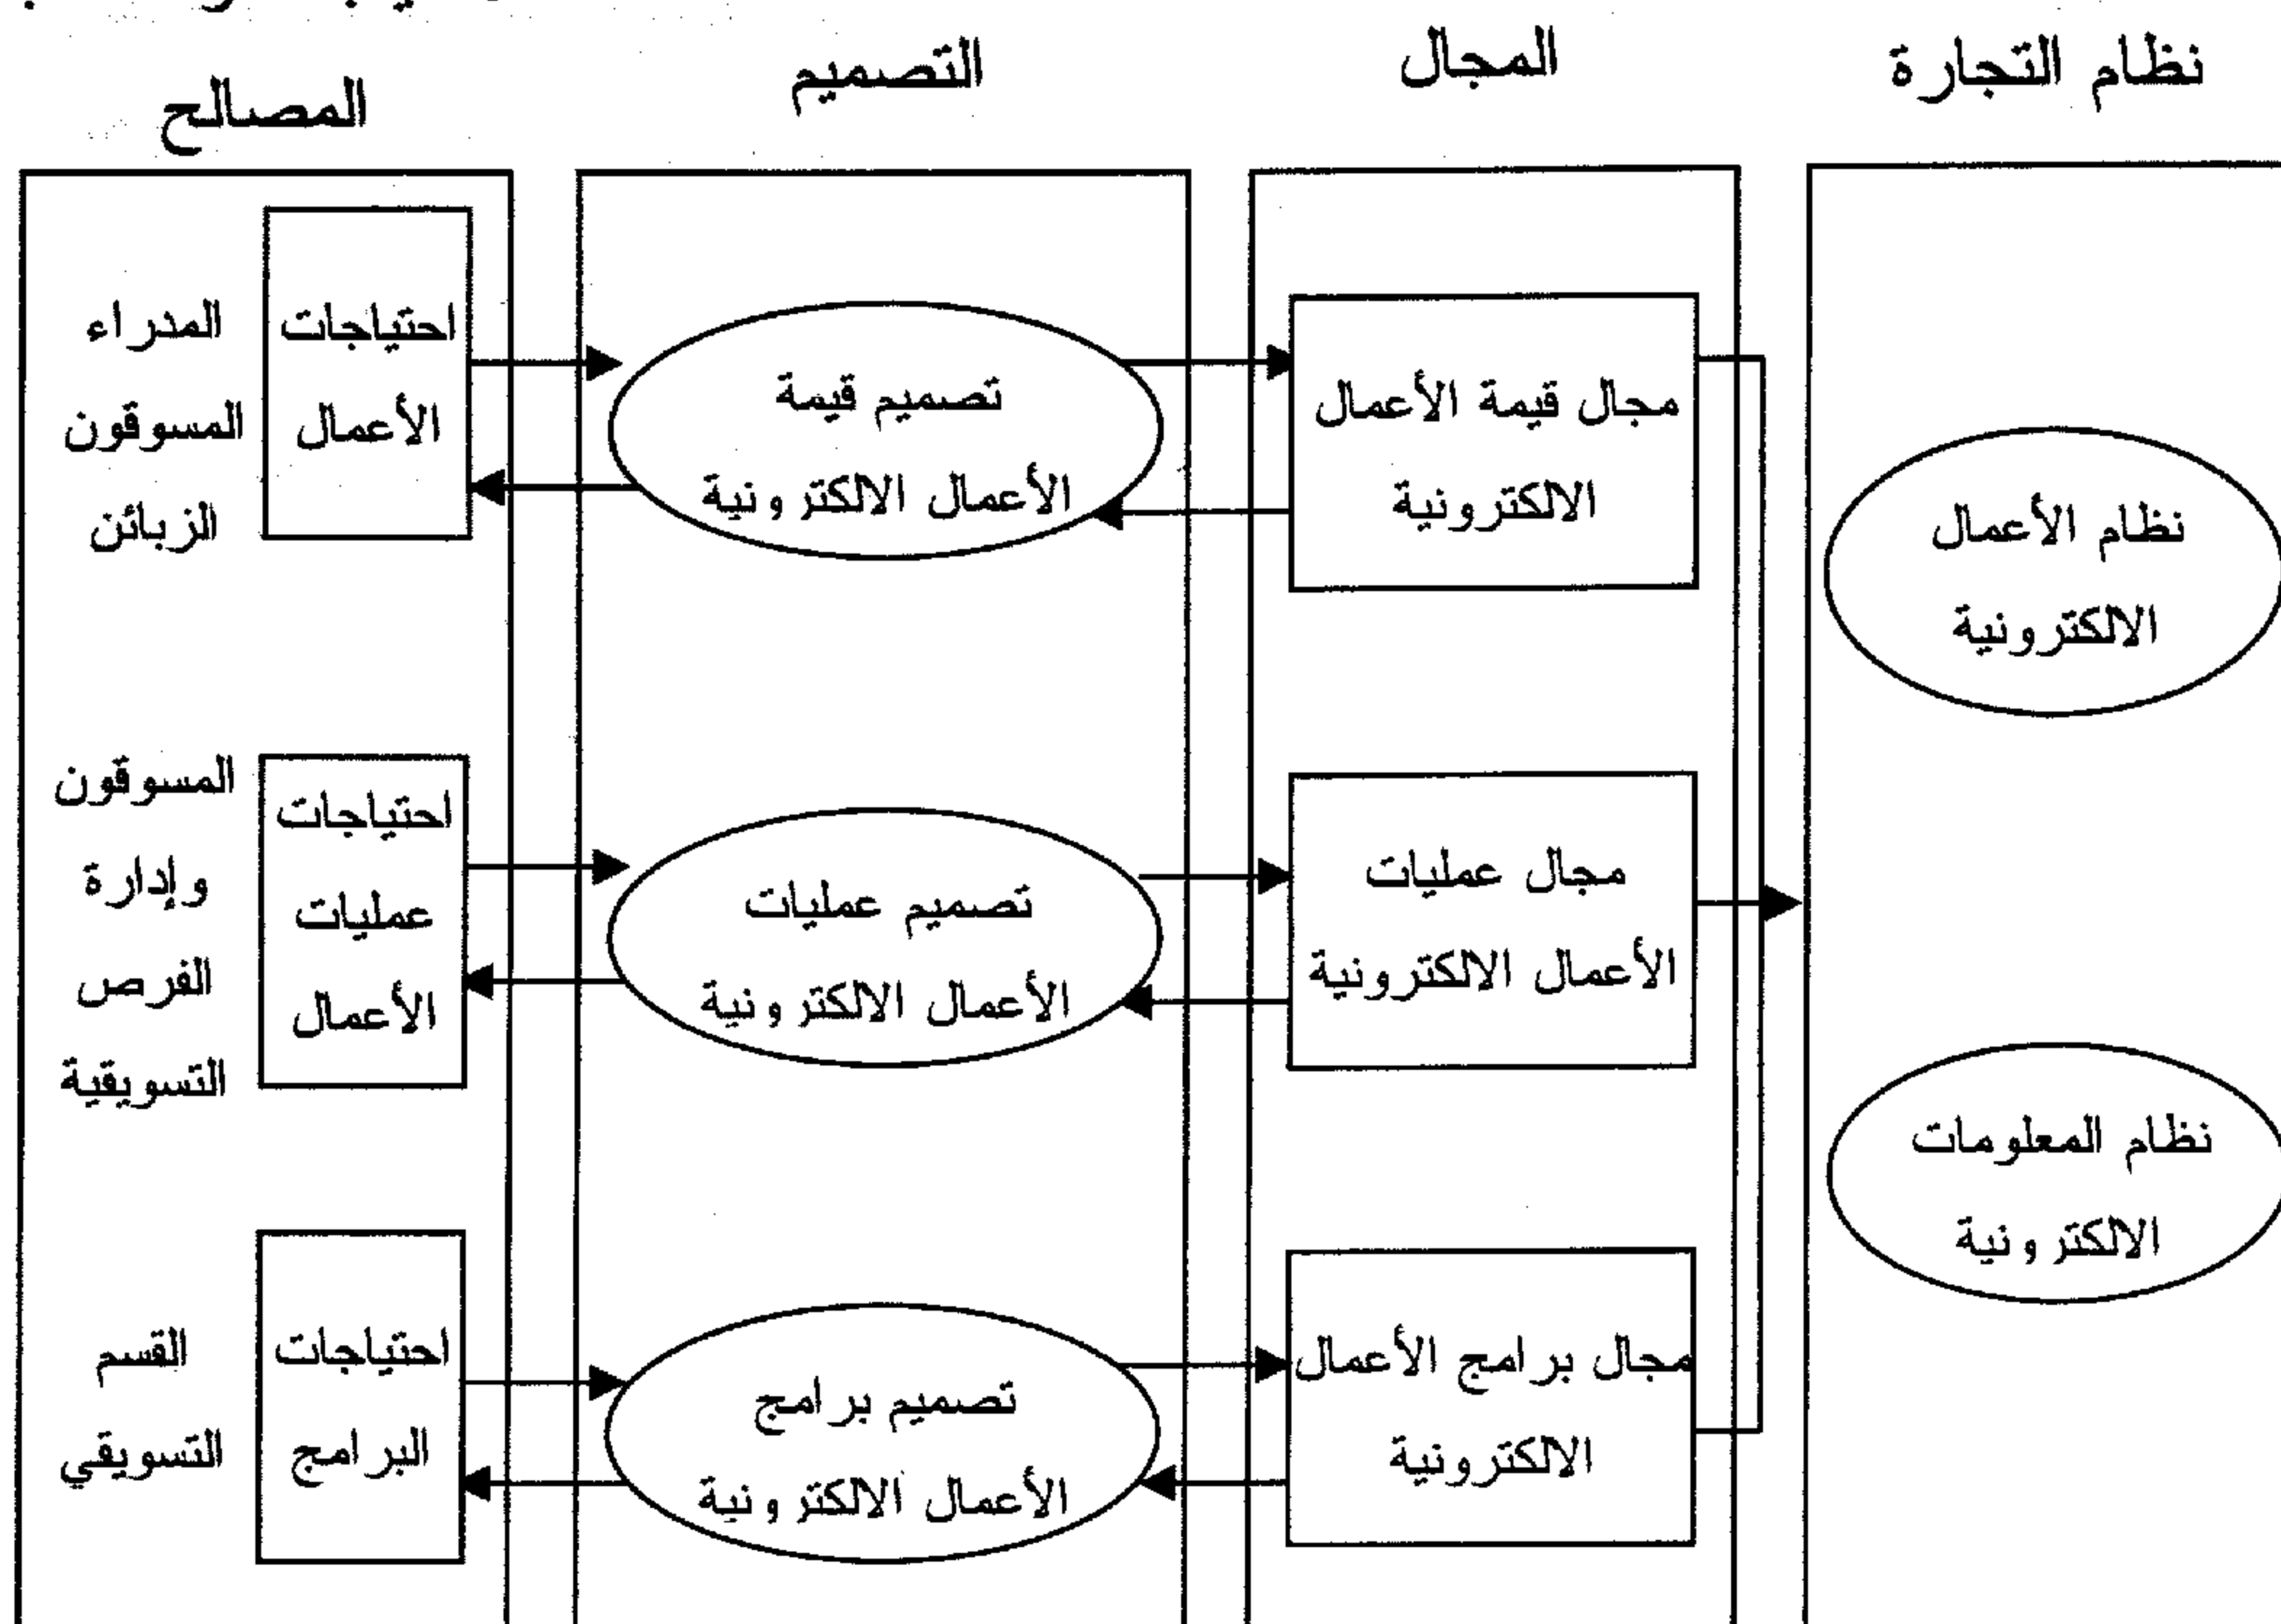 نظام التجارة
المجال
التصميم
المصالح
المدراء
المسوقون
الزبائن
احتياجات
الأعمال
تصميم قيمة
الأعمال الالكترونية
مجال قيمة الأعمال
الالكترونية
نظام الأعمال
الالكترونية
المسوقون
وإدارة
الفرص
التسويقية
احتياجات
عمليات
الأعمال
تصميم عمليات
الأعمال الالكترونية
مجال عمليات
الأعمال الالكترونية
نظام المعلومات
الالكترونية
القسم
التسويقي
احتياجات
البرامج
تصميم برامج
الأعمال الالكترونية
مجال برامج الأعمال
الالكترونية